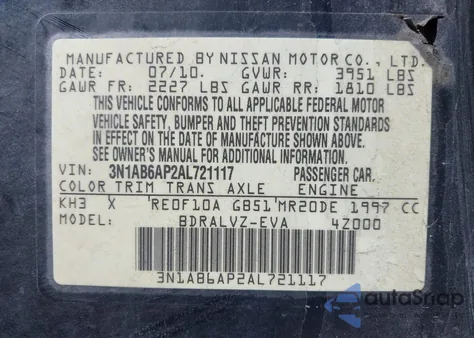 MANUFACTURED BY NISSAN MOTOR CO., LTD.
DATE: 07/10. GVWR: 3951 LBS
GAWR FR: 2227 LBS GAWR RR: 1810 LBS
THIS VEHICLE CONFORMS TO ALL APPLICABLE FEDERAL MOTOR
VEHICLE SAFETY, BUMPER AND THEFT PREVENTION STANDARDS
IN EFFECT ON THE DATE OF MANUFACTURE SHOWN ABOVE.
SEE OWNER'S MANUAL FOR ADDITIONAL INFORMATION.
VIN: 3N1AB6AP2AL721117 PASSENGER CAR.
COLOR TRIM TRANS AXLE ENGINE
KH3 X RE0F10A GB51 MR20DE 1997 CC
MODEL: BDRALVZ-EVA 4Z000
3N1AB6AP2AL721117
autoSnap